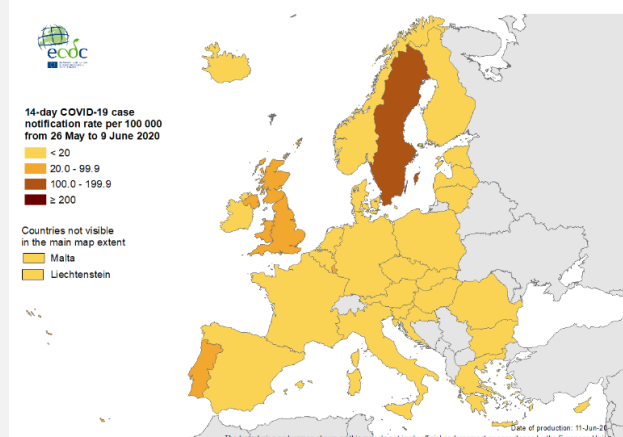 ecdc
14-day COVID-19 case
notification rate per 100 000
from 26 May to 9 June 2020
< 20
20.0 - 99.9
100.0 - 199.9
≥ 200
Countries not visible
in the main map extent
Malta
Liechtenstein
Date of production: 11-Jun-20